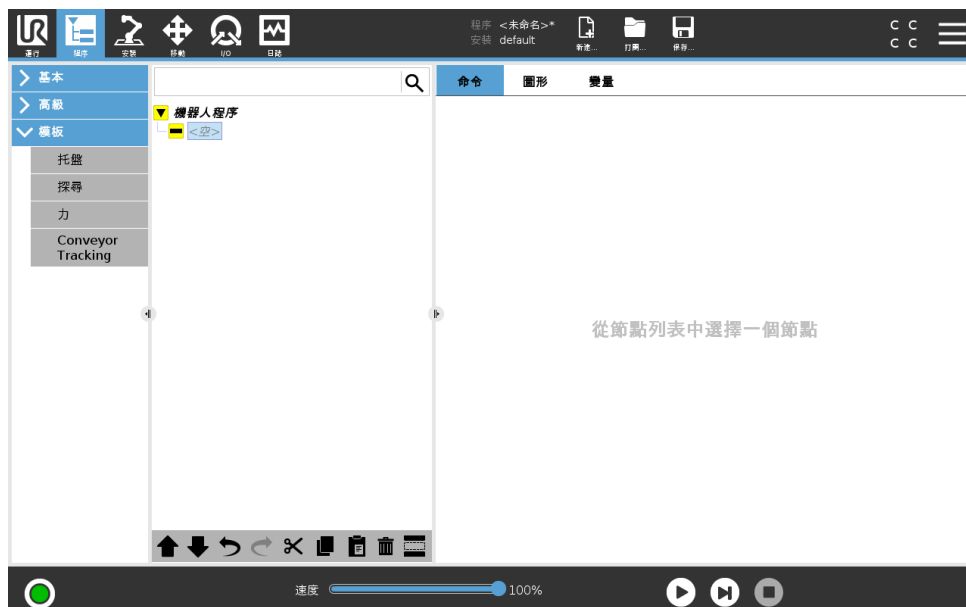 UR
運行
程序
安裝
移動
I/O
日誌
程序 <未命名>*
安裝 default
新建...
打開...
保存...
C C
C C
基本
高級
模板
托盤
探尋
力
Conveyor
Tracking
機器人程序
<空>
命令
圖形
變量
從節點列表中選擇一個節點
速度
100%